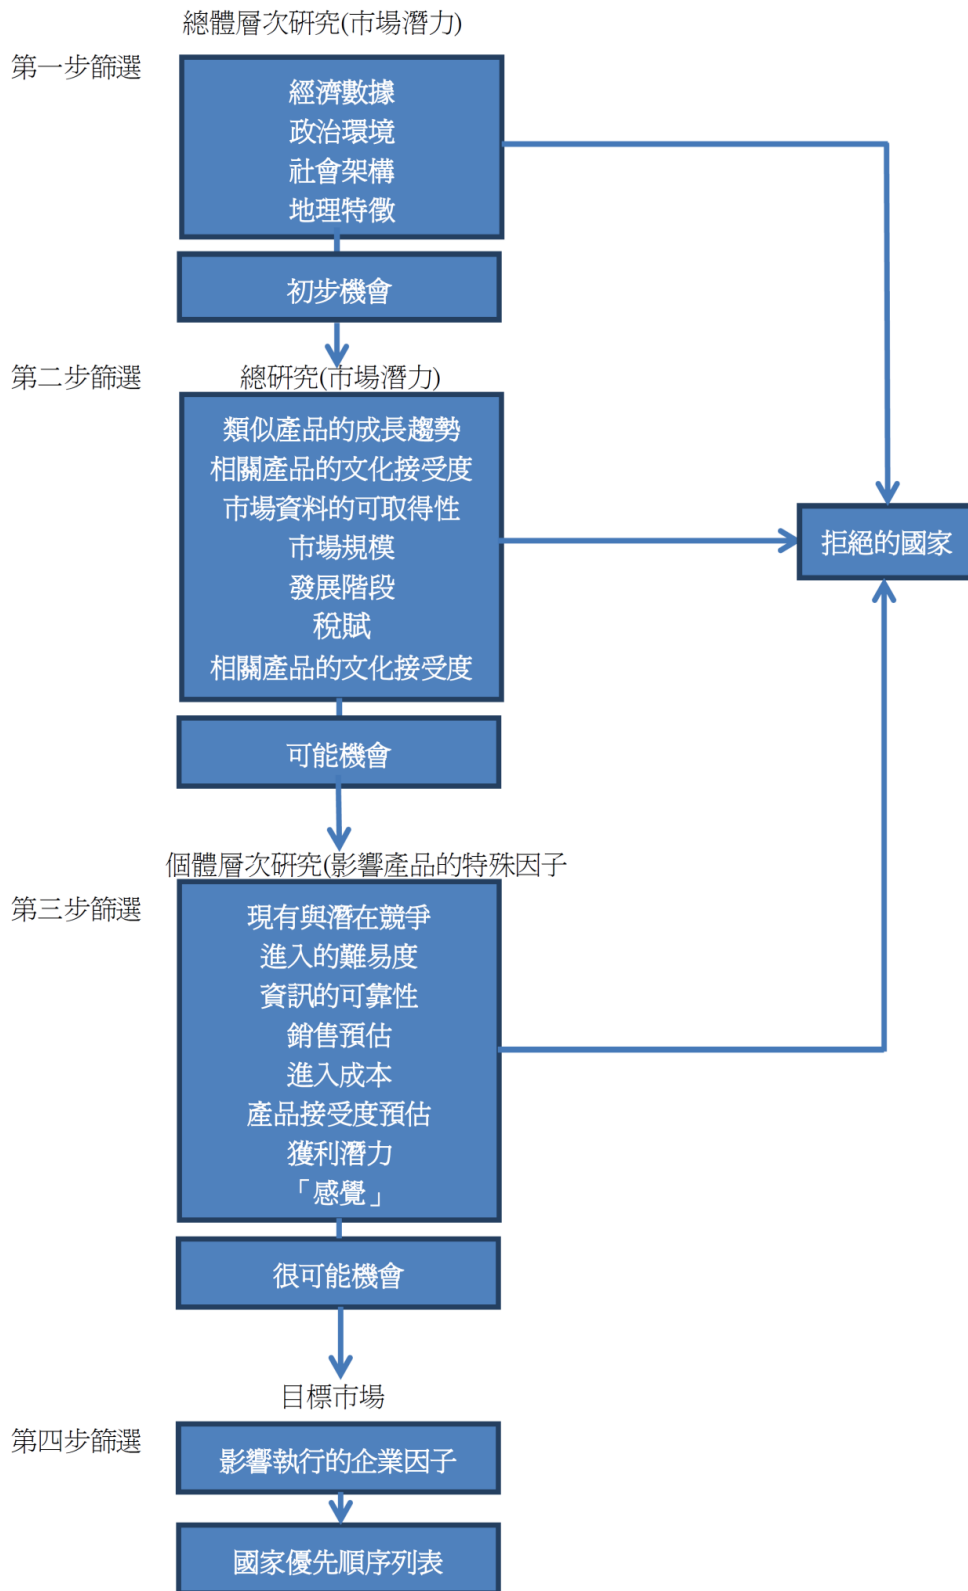 總體層次研究(市場潛力)
第一步篩選
經濟數據
政治環境
社會架構
地理特徵
初步機會
第二步篩選
總研究(市場潛力)
類似產品的成長趨勢
相關產品的文化接受度
市場資料的可取得性
市場規模
發展階段
稅賦
相關產品的文化接受度
拒絕的國家
可能機會
個體層次研究(影響產品的特殊因子
第三步篩選
現有與潛在競爭
進入的難易度
資訊的可靠性
銷售預估
進入成本
產品接受度預估
獲利潛力
「感覺」
很可能機會
目標市場
第四步篩選
影響執行的企業因子
國家優先順序列表